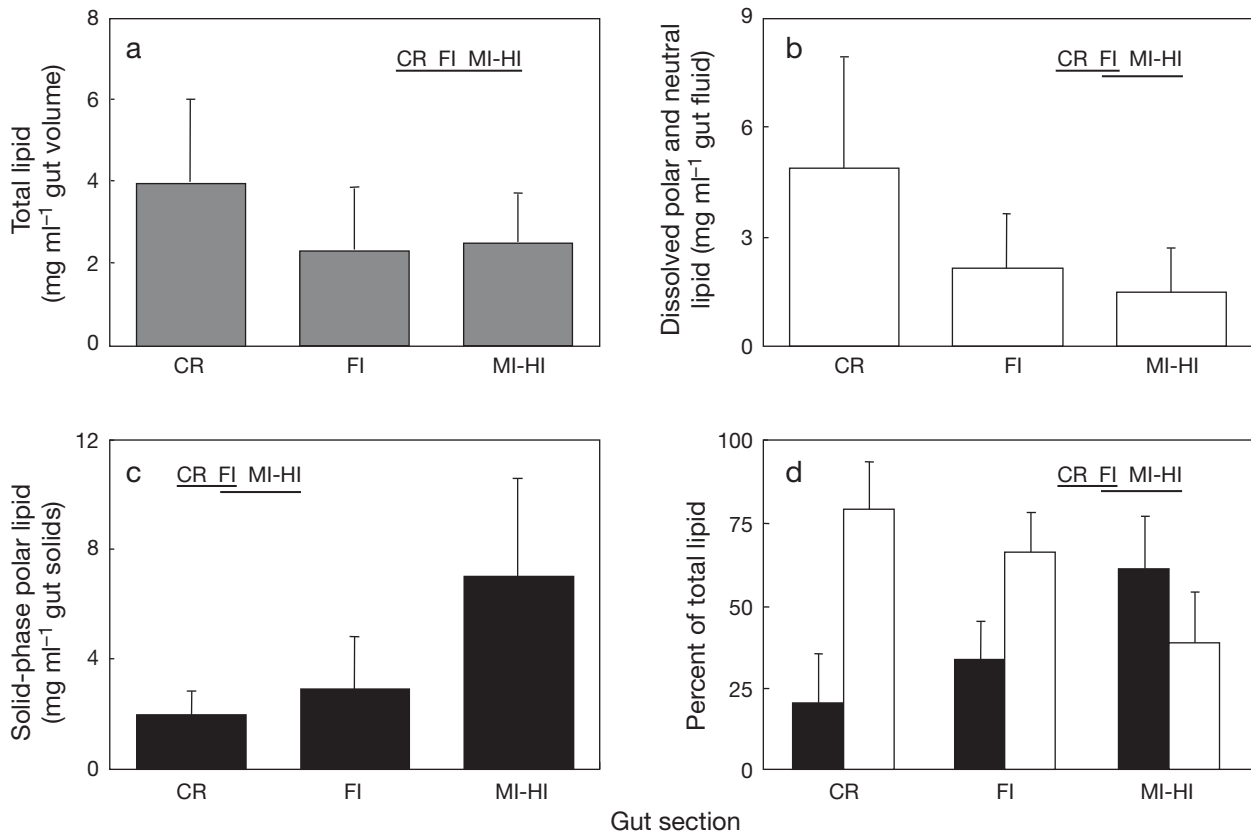 a
CR FI MI-HI
Total lipid
(mg ml⁻¹ gut volume)
8
6
4
2
0
CR FI MI-HI
b
CR FI MI-HI
Dissolved polar and neutral
lipid (mg ml⁻¹ gut fluid)
9
6
3
0
CR FI MI-HI
c
CR FI MI-HI
Solid-phase polar lipid
(mg ml⁻¹ gut solids)
12
8
4
0
CR FI MI-HI
d
CR FI MI-HI
Percent of total lipid
100
75
50
25
0
CR FI MI-HI
Gut section